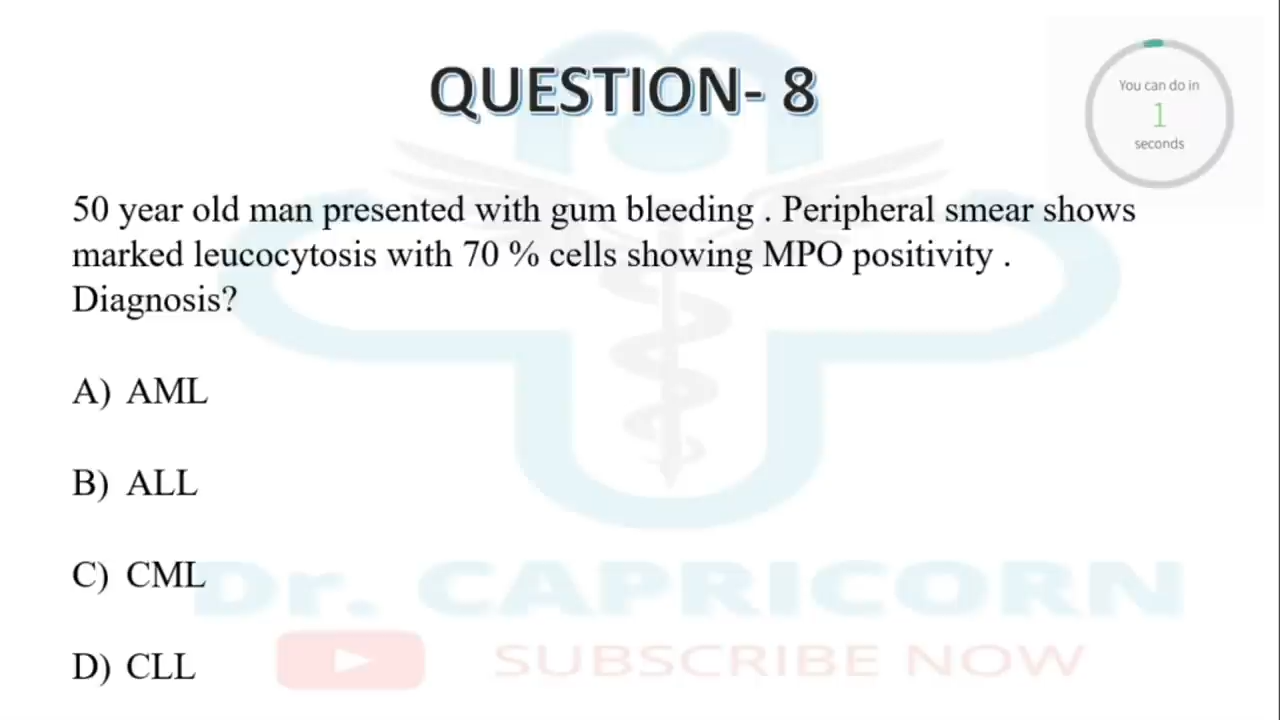 QUESTION- 8
You can do in
1
seconds
50 year old man presented with gum bleeding . Peripheral smear shows
marked leucocytosis with 70 % cells showing MPO positivity .
Diagnosis?
A) AML
B) ALL
C) CML
D) CLL
Dr. CAPRICORN
SUBSCRIBE NOW